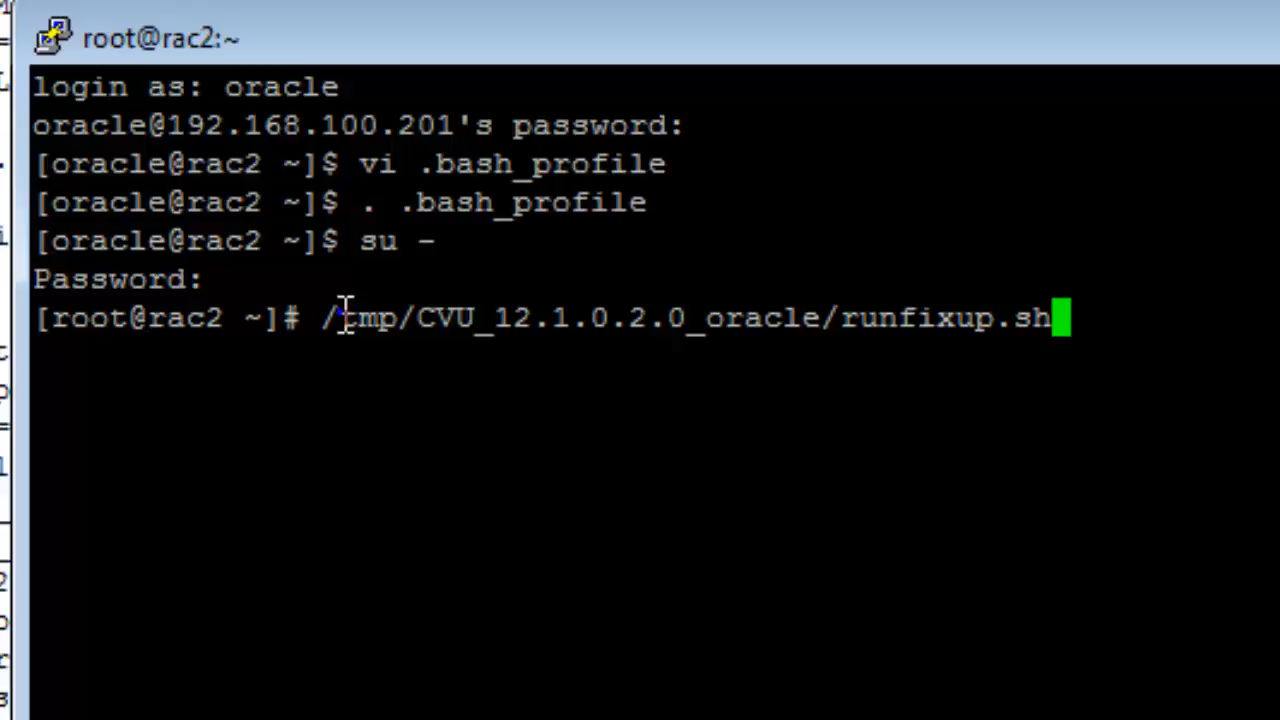 root@rac2:~
login as: oracle
oracle@192.168.100.201's password:
[oracle@rac2 ~]$ vi .bash_profile
[oracle@rac2 ~]$ . .bash_profile
[oracle@rac2 ~]$ su -
Password:
[root@rac2 ~]# /tmp/CVU_12.1.0.2.0_oracle/runfixup.sh